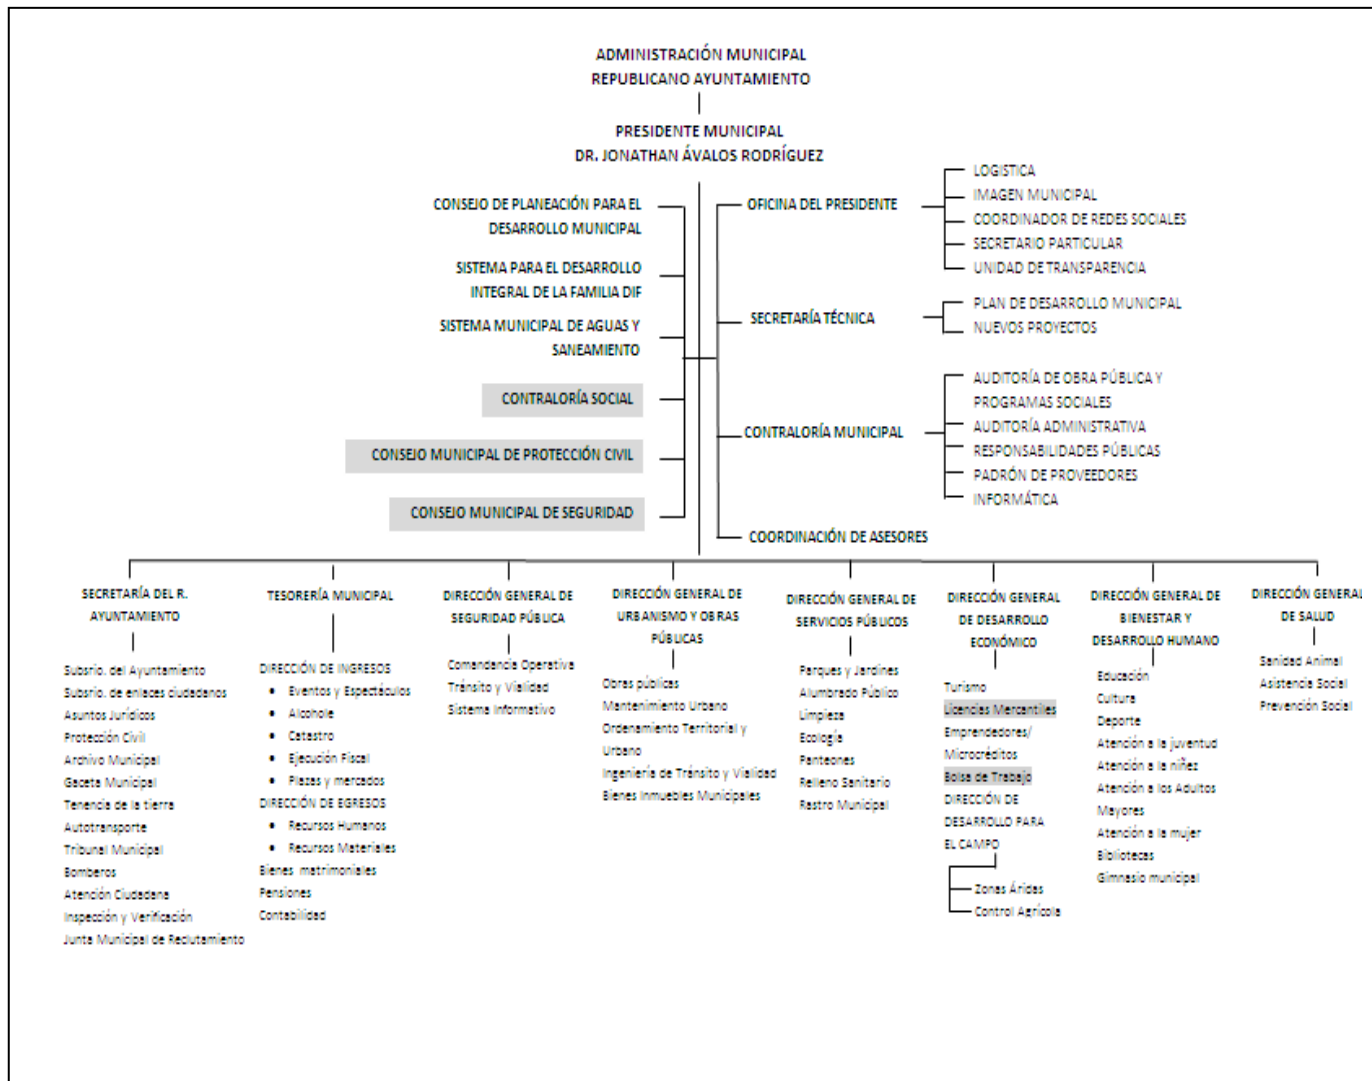 ADMINISTRACIÓN MUNICIPAL
REPUBLICANO AYUNTAMIENTO
PRESIDENTE MUNICIPAL
DR. JONATHAN ÁVALOS RODRÍGUEZ
CONSEJO DE PLANEACIÓN PARA EL
DESARROLLO MUNICIPAL
SISTEMA PARA EL DESARROLLO
INTEGRAL DE LA FAMILIA DIF
SISTEMA MUNICIPAL DE AGUAS Y
SANEAMIENTO
CONTRALORÍA SOCIAL
CONSEJO MUNICIPAL DE PROTECCIÓN CIVIL
CONSEJO MUNICIPAL DE SEGURIDAD
OFICINA DEL PRESIDENTE
LOGISTICA
IMAGEN MUNICIPAL
COORDINADOR DE REDES SOCIALES
SECRETARIO PARTICULAR
UNIDAD DE TRANSPARENCIA
SECRETARÍA TÉCNICA
PLAN DE DESARROLLO MUNICIPAL
NUEVOS PROYECTOS
CONTRALORÍA MUNICIPAL
AUDITORÍA DE OBRA PÚBLICA Y
PROGRAMAS SOCIALES
AUDITORÍA ADMINISTRATIVA
RESPONSABILIDADES PÚBLICAS
PADRÓN DE PROVEEDORES
INFORMÁTICA
COORDINACIÓN DE ASESORES
SECRETARÍA DEL R.
AYUNTAMIENTO
Subsrio. del Ayuntamiento
Subsrio. de enlaces ciudadanos
Asuntos Jurídicos
Protección Civil
Archivo Municipal
Gaceta Municipal
Tenencia de la tierra
Autotransporte
Tribunal Municipal
Bomberos
Atención Ciudadana
Inspección y Verificación
Junta Municipal de Reclutamiento
TESORERÍA MUNICIPAL
DIRECCIÓN DE INGRESOS
• Eventos y Espectáculos
• Alcohole
• Catastro
• Ejecución Fiscal
• Plazas y mercados
DIRECCIÓN DE EGRESOS
• Recursos Humanos
• Recursos Materiales
Bienes matrimoniales
Pensiones
Contabilidad
DIRECCIÓN GENERAL DE
SEGURIDAD PÚBLICA
Comandancia Operativa
Tránsito y Vialidad
Sistema Informativo
DIRECCIÓN GENERAL DE
URBANISMO Y OBRAS
PÚBLICAS
Obras públicas
Mantenimiento Urbano
Ordenamiento Territorial y
Urbano
Ingeniería de Tránsito y Vialidad
Bienes Inmuebles Municipales
DIRECCIÓN GENERAL DE
SERVICIOS PÚBLICOS
Parques y Jardines
Alumbrado Público
Limpieza
Ecología
Panteones
Relleno Sanitario
Rastro Municipal
DIRECCIÓN GENERAL
DE DESARROLLO
ECONÓMICO
Turismo
Licencias Mercantiles
Emprendedores/
Microcréditos
Bolsa de Trabajo
DIRECCIÓN DE
DESARROLLO PARA
EL CAMPO
Zonas Áridas
Control Agrícola
DIRECCIÓN GENERAL DE
BIENESTAR Y
DESARROLLO HUMANO
Educación
Cultura
Deporte
Atención a la juventud
Atención a la niñez
Atención a los Adultos
Mayores
Atención a la mujer
Bibliotecas
Gimnasio municipal
DIRECCIÓN GENERAL
DE SALUD
Sanidad Animal
Asistencia Social
Prevención Social